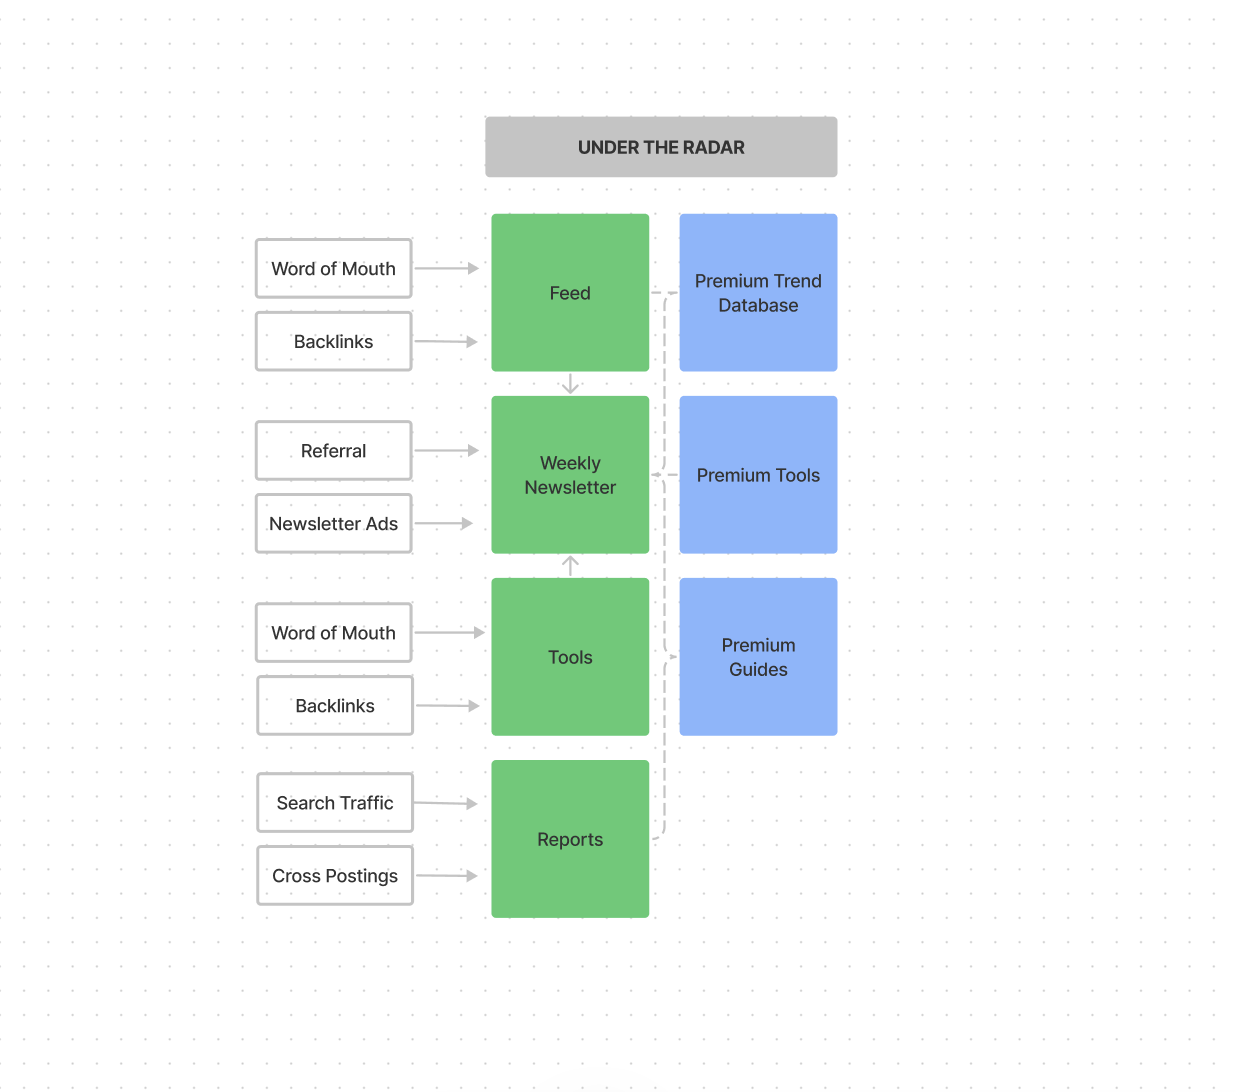 UNDER THE RADAR
Word of Mouth
Backlinks
Feed
Premium Trend
Database
Referral
Newsletter Ads
Weekly
Newsletter
Premium Tools
Word of Mouth
Backlinks
Tools
Premium
Guides
Search Traffic
Cross Postings
Reports